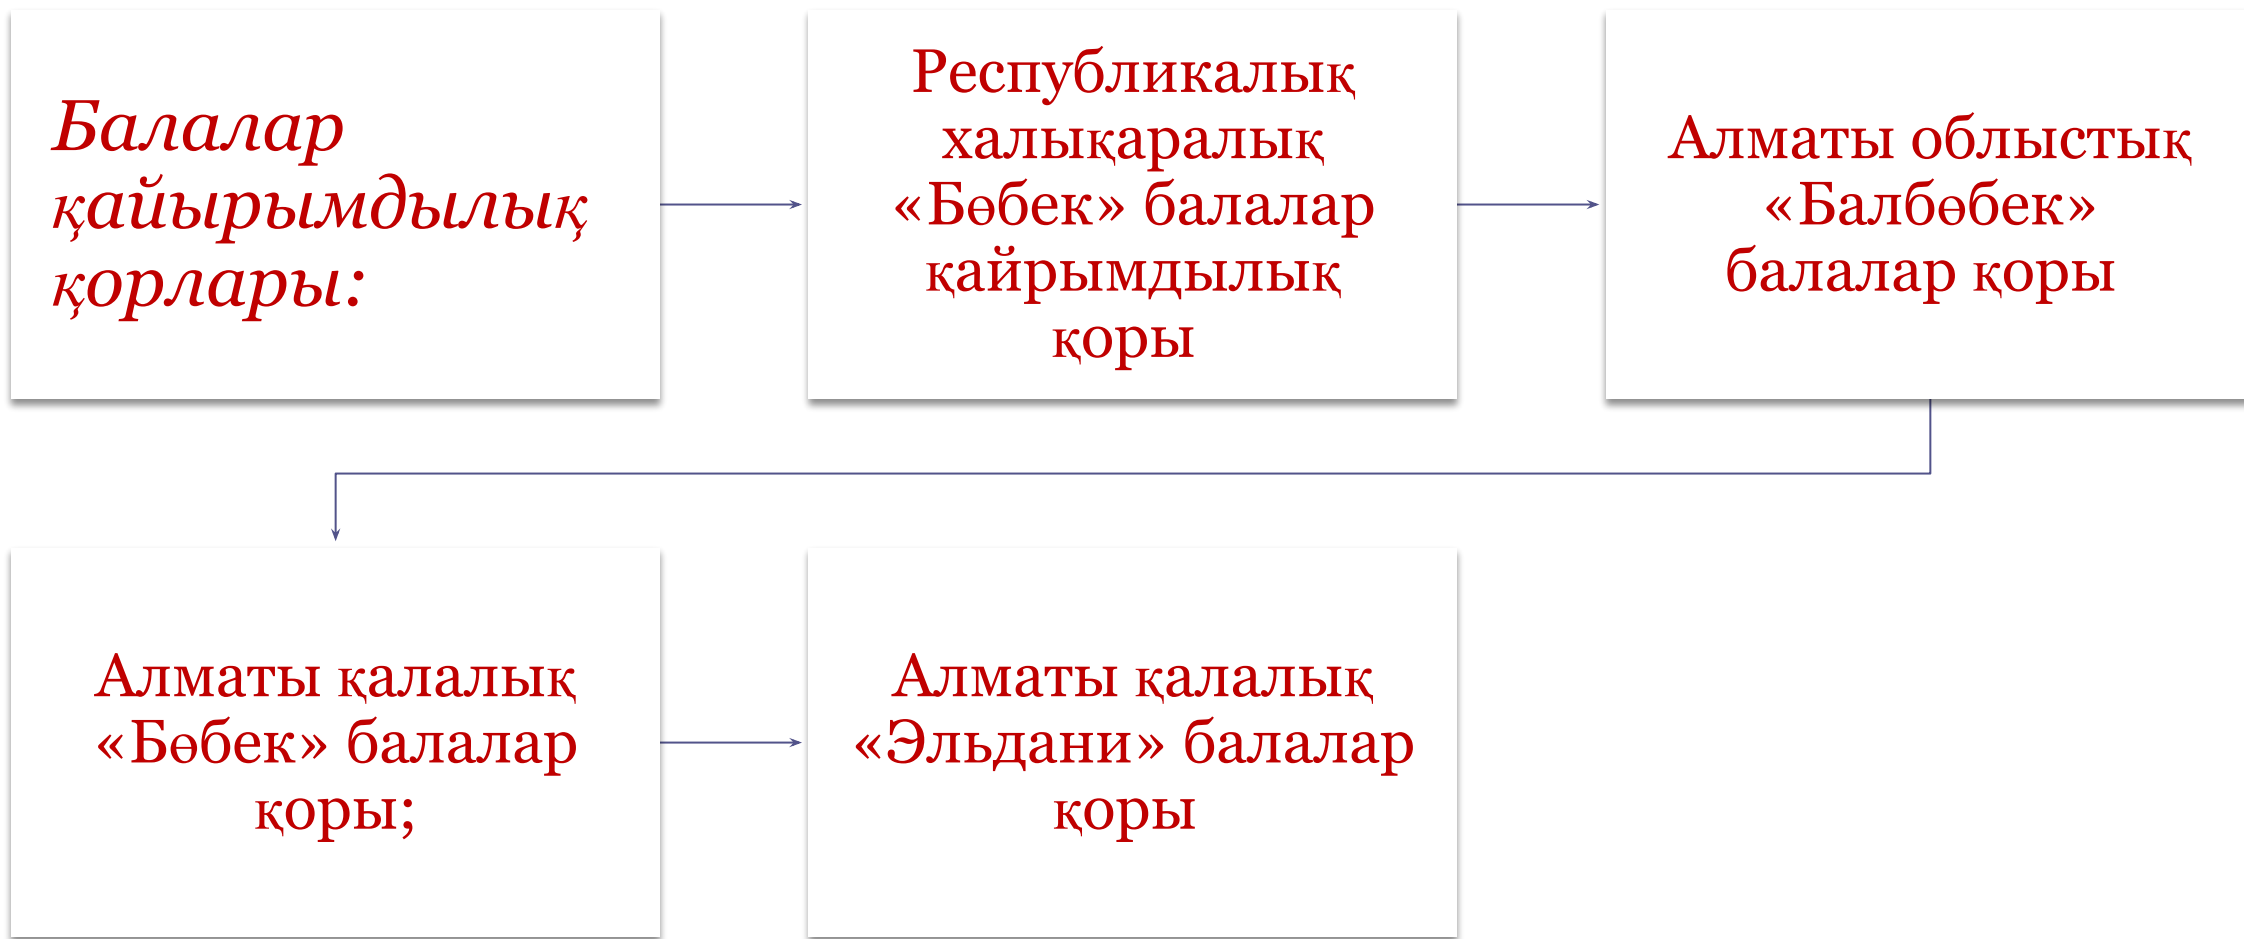 Балалар
қайырымдылық
қорлары:
Республикалық
халықаралық
«Бөбек» балалар
қайрымдылық
қоры
Алматы облыстық
«Балбөбек»
балалар қоры
Алматы қалалық
«Бөбек» балалар
қоры;
Алматы қалалық
«Эльдани» балалар
қоры